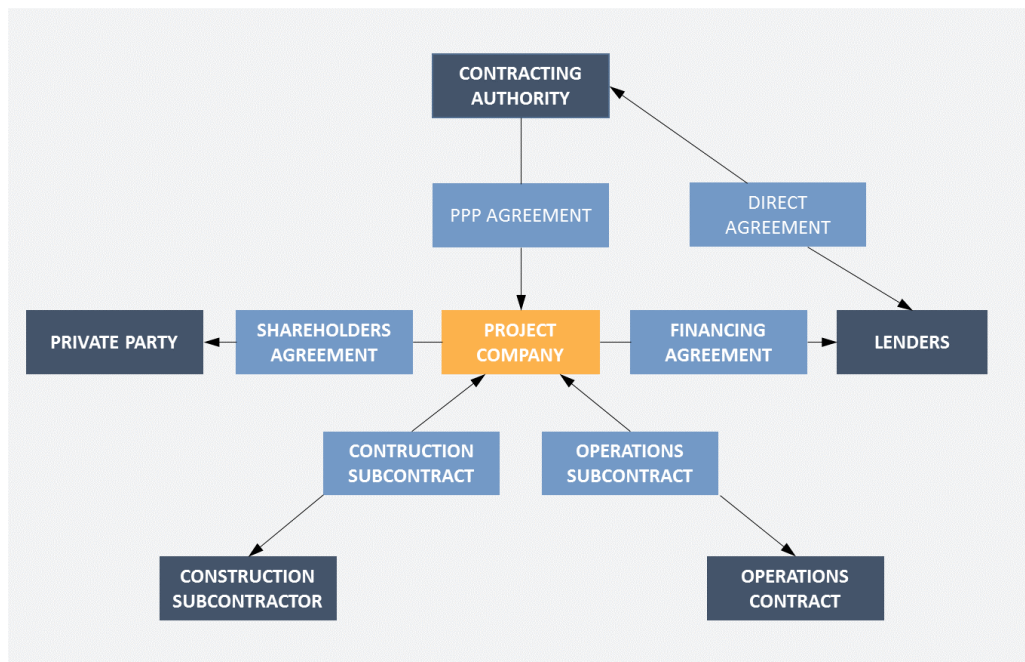 CONTRACTING
AUTHORITY
PPP AGREEMENT
DIRECT
AGREEMENT
PRIVATE PARTY
SHAREHOLDERS
AGREEMENT
PROJECT
COMPANY
FINANCING
AGREEMENT
LENDERS
CONTRUCTION
SUBCONTRACT
OPERATIONS
SUBCONTRACT
CONSTRUCTION
SUBCONTRACTOR
OPERATIONS
CONTRACT